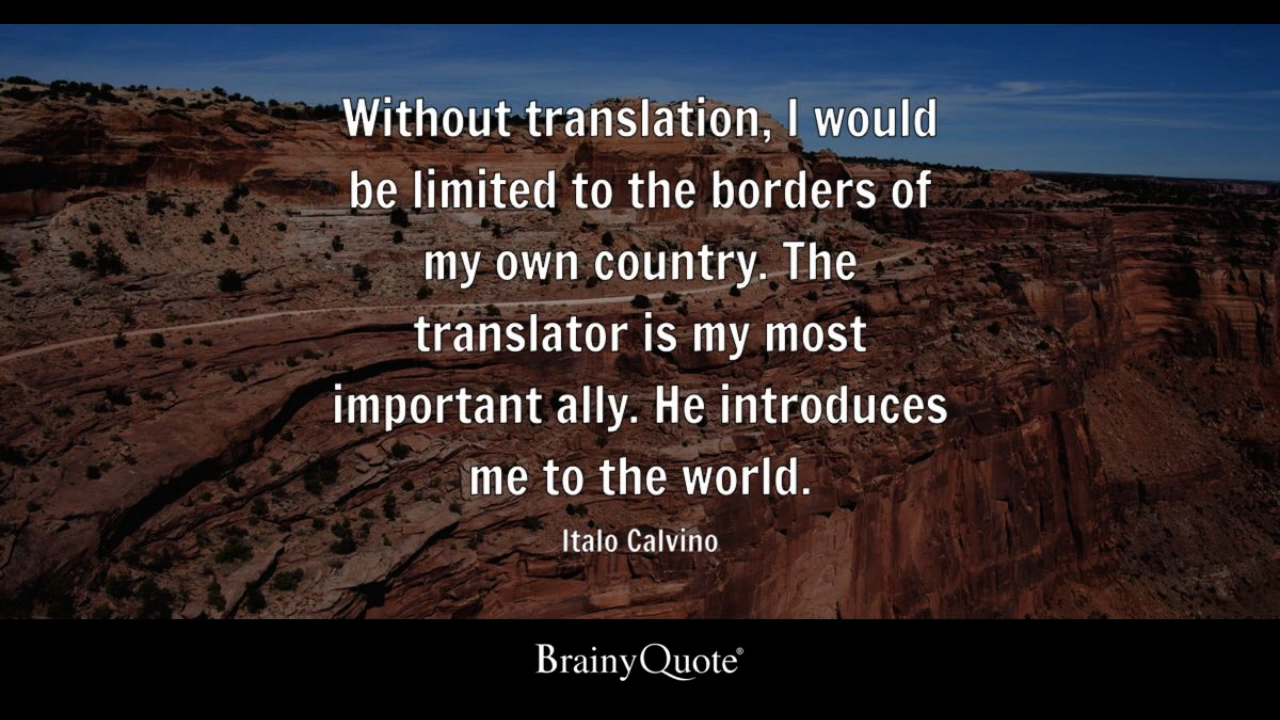 Without translation, I would
be limited to the borders of
my own country. The
translator is my most
important ally. He introduces
me to the world.
Italo Calvino
BrainyQuote®